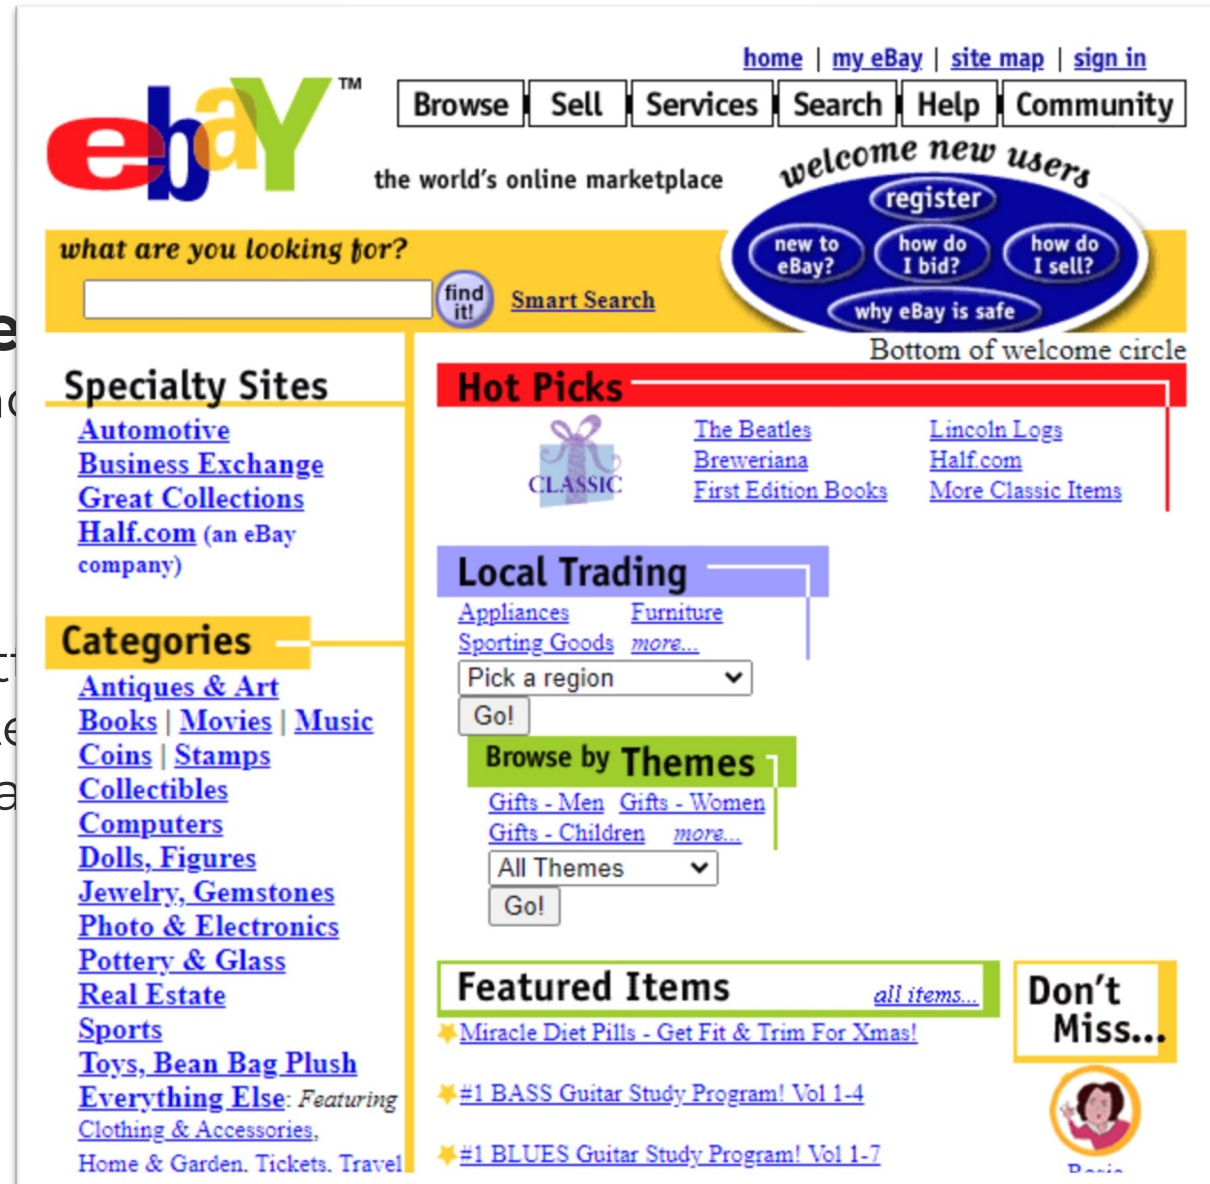 home | my eBay | site map | sign in
ebaY™
Browse Sell Services Search Help Community
the world's online marketplace
welcome new users
register
new to eBay?
how do I bid?
how do I sell?
why eBay is safe
what are you looking for?
find it!
Smart Search
Bottom of welcome circle
Specialty Sites
Automotive
Business Exchange
Great Collections
Half.com (an eBay
company)
Categories
Antiques & Art
Books | Movies | Music
Coins | Stamps
Collectibles
Computers
Dolls, Figures
Jewelry, Gemstones
Photo & Electronics
Pottery & Glass
Real Estate
Sports
Toys, Bean Bag Plush
Everything Else: Featuring
Clothing & Accessories,
Home & Garden, Tickets, Travel
Hot Picks
CLASSIC
The Beatles Lincoln Logs
Breweriana Half.com
First Edition Books More Classic Items
Local Trading
Appliances Furniture
Sporting Goods more...
Pick a region
Go!
Browse by Themes
Gifts - Men Gifts - Women
Gifts - Children more...
All Themes
Go!
Featured Items all items...
Miracle Diet Pills - Get Fit & Trim For Xmas!
#1 BASS Guitar Study Program! Vol 1-4
#1 BLUES Guitar Study Program! Vol 1-7
Don't
Miss...